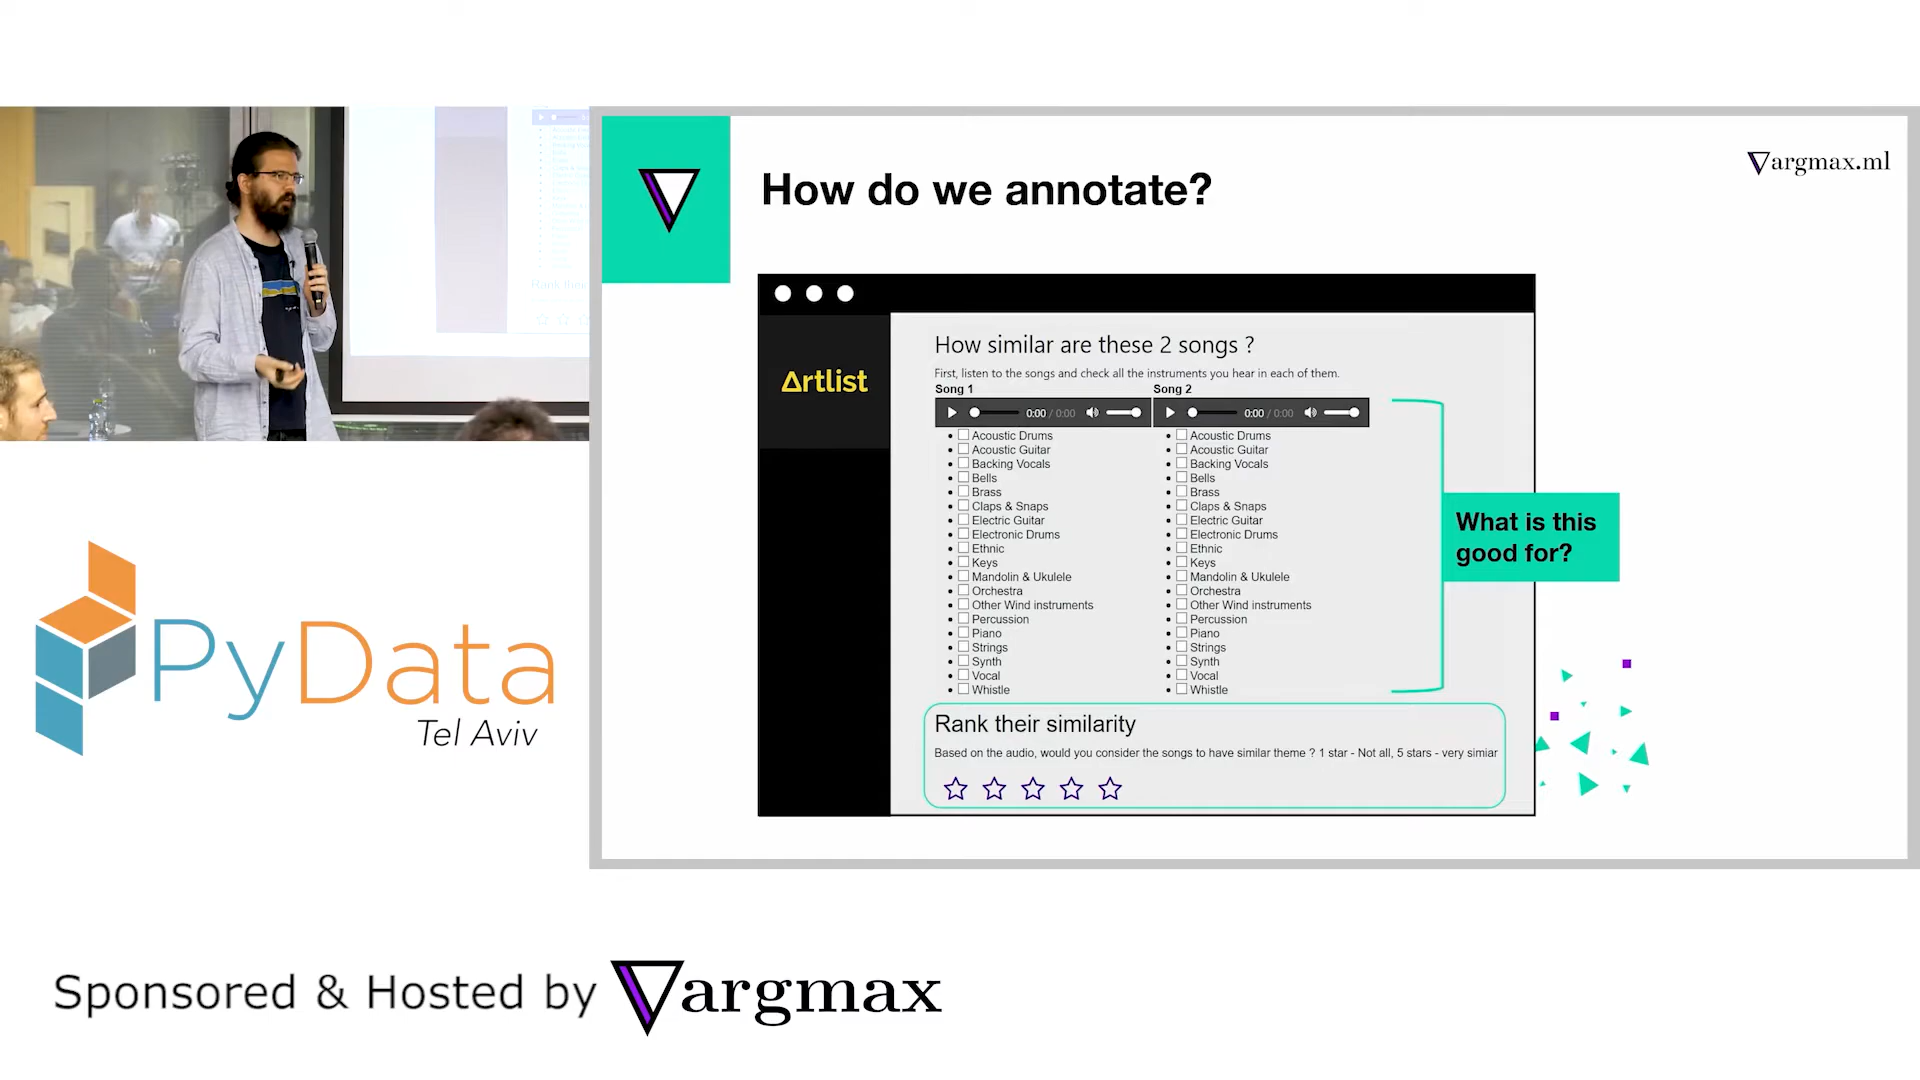 How do we annotate?
argmax.ml
Artlist
How similar are these 2 songs ?
First, listen to the songs and check all the instruments you hear in each of them.
Song 1
Song 2
0:00 / 0:00
0:00 / 0:00
Acoustic Drums
Acoustic Guitar
Backing Vocals
Bells
Brass
Claps & Snaps
Electric Guitar
Electronic Drums
Ethnic
Keys
Mandolin & Ukulele
Orchestra
Other Wind instruments
Percussion
Piano
Strings
Synth
Vocal
Whistle
Acoustic Drums
Acoustic Guitar
Backing Vocals
Bells
Brass
Claps & Snaps
Electric Guitar
Electronic Drums
Ethnic
Keys
Mandolin & Ukulele
Orchestra
Other Wind instruments
Percussion
Piano
Strings
Synth
Vocal
Whistle
What is this
good for?
Rank their similarity
Based on the audio, would you consider the songs to have similar theme ? 1 star - Not all, 5 stars - very simiar
Rank their
PyData
Tel Aviv
Sponsored & Hosted by argmax